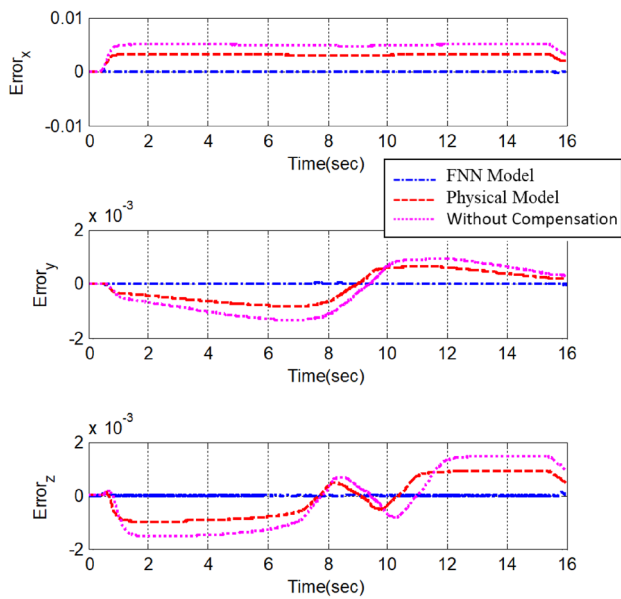 0.01
0
-0.01
Error_x
0 2 4 6 8 10 12 14 16
Time(sec)
FNN Model
Physical Model
Without Compensation
x 10^-3
2
0
-2
Error_y
0 2 4 6 8 10 12 14 16
Time(sec)
x 10^-3
2
0
-2
Error_z
0 2 4 6 8 10 12 14 16
Time(sec)